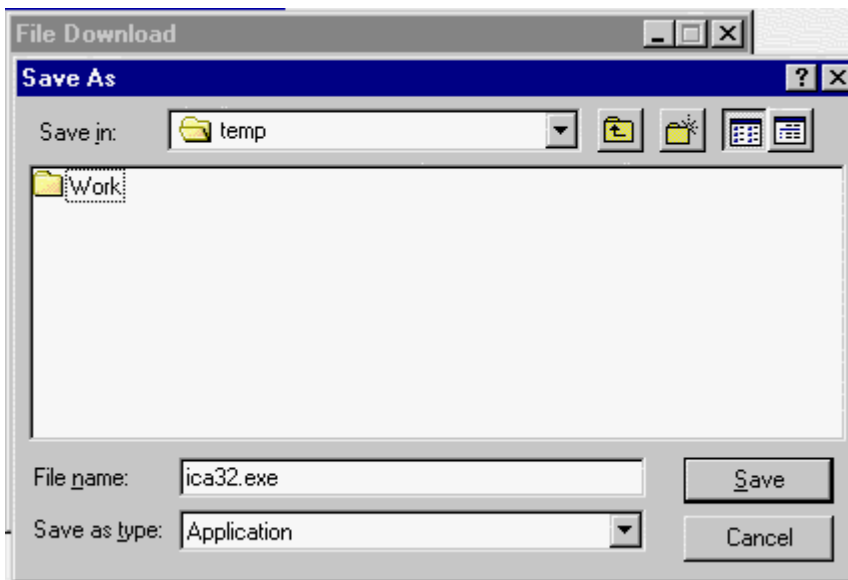 File Download
Save As
Save in: temp
Work
File name: ica32.exe Save
Save as type: Application Cancel